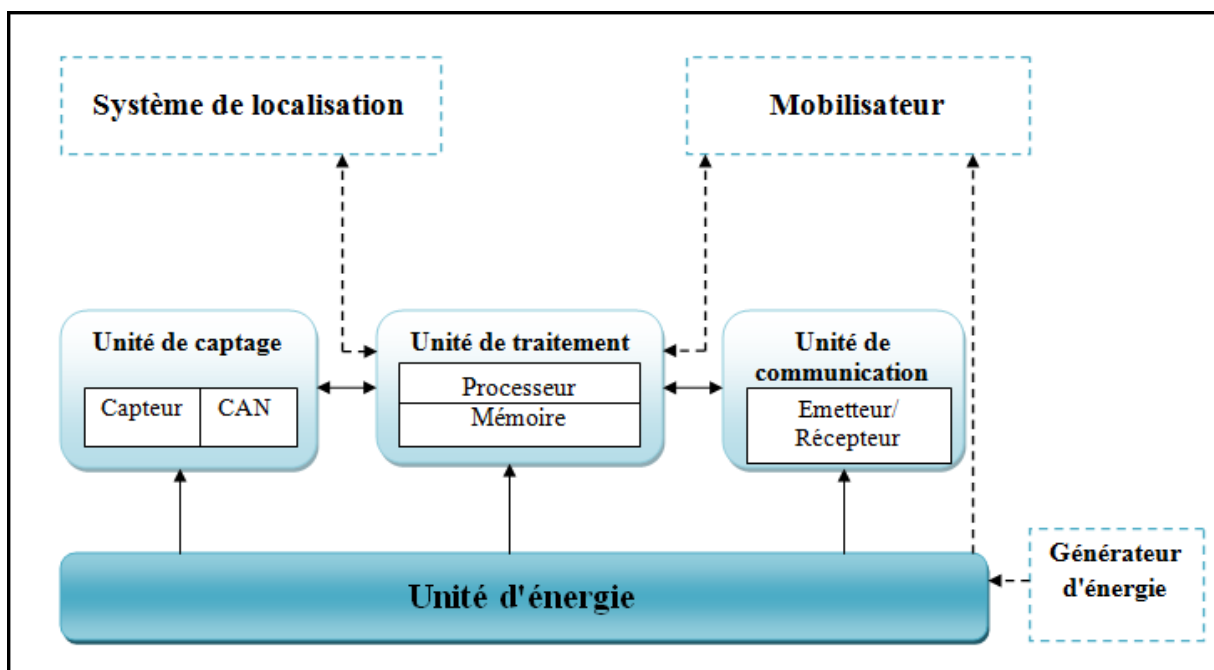 Système de localisation
Mobilisateur
Unité de captage
Capteur
CAN
Unité de traitement
Processeur
Mémoire
Unité de
communication
Emetteur/
Récepteur
Unité d'énergie
Générateur
d'énergie